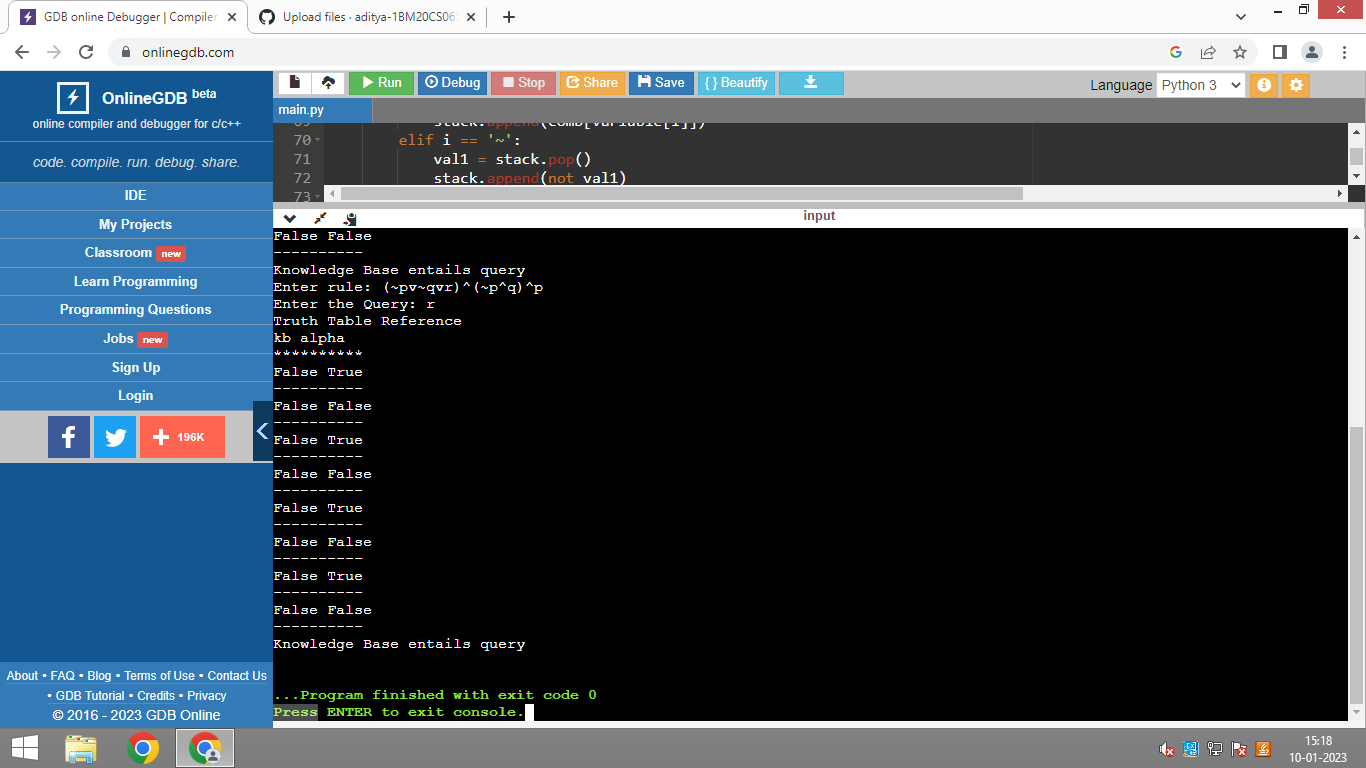 GDB online Debugger | Compiler
Upload files · aditya-1BM20CS06
onlinegdb.com
OnlineGDB beta
online compiler and debugger for c/c++
code. compile. run. debug. share.
IDE
My Projects
Classroom new
Learn Programming
Programming Questions
Jobs new
Sign Up
Login
196K
About • FAQ • Blog • Terms of Use • Contact Us
• GDB Tutorial • Credits • Privacy
© 2016 - 2023 GDB Online
Run
Debug
Stop
Share
Save
{ } Beautify
Language Python 3
main.py
69 stack.append(comb[variable[i]])
70 elif i == '~':
71 val1 = stack.pop()
72 stack.append(not val1)
73
input
False False
----------
Knowledge Base entails query
Enter rule: (~pv~qvr)^(~p^q)^p
Enter the Query: r
Truth Table Reference
kb alpha
**********
False True
----------
False False
----------
False True
----------
False False
----------
False True
----------
False False
----------
False True
----------
False False
----------
Knowledge Base entails query
...Program finished with exit code 0
Press ENTER to exit console.
15:18
10-01-2023